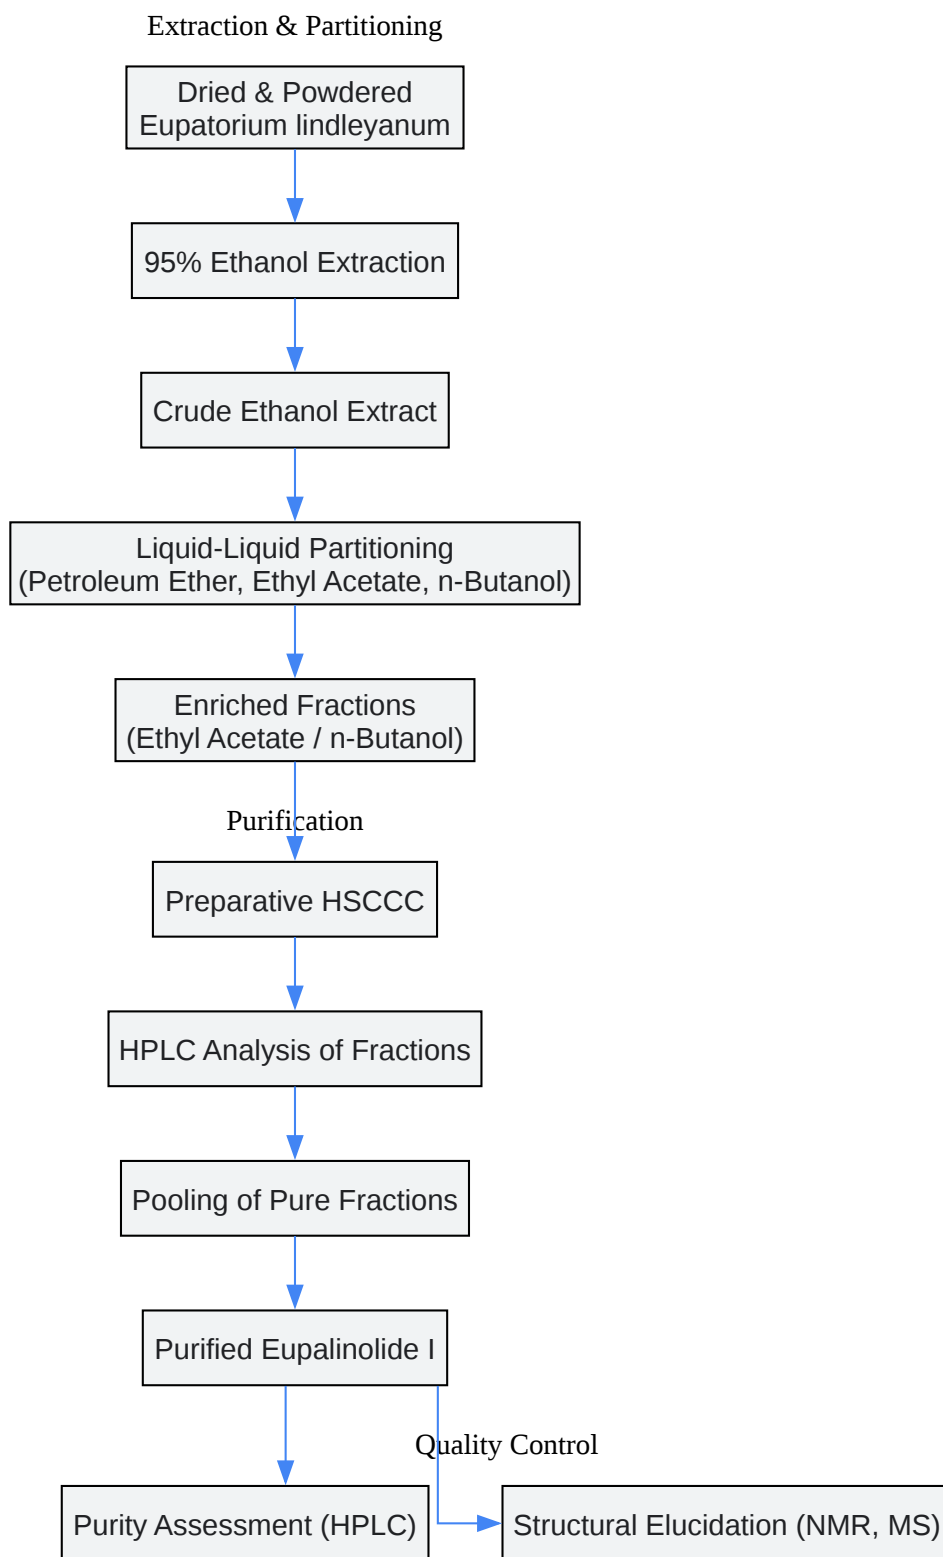 Extraction & Partitioning
Dried & Powdered
Eupatorium lindleyanum
95% Ethanol Extraction
Crude Ethanol Extract
Liquid-Liquid Partitioning
(Petroleum Ether, Ethyl Acetate, n-Butanol)
Enriched Fractions
(Ethyl Acetate / n-Butanol)
Purification
Preparative HSCCC
HPLC Analysis of Fractions
Pooling of Pure Fractions
Purified Eupalinolide I
Quality Control
Purity Assessment (HPLC)
Structural Elucidation (NMR, MS)